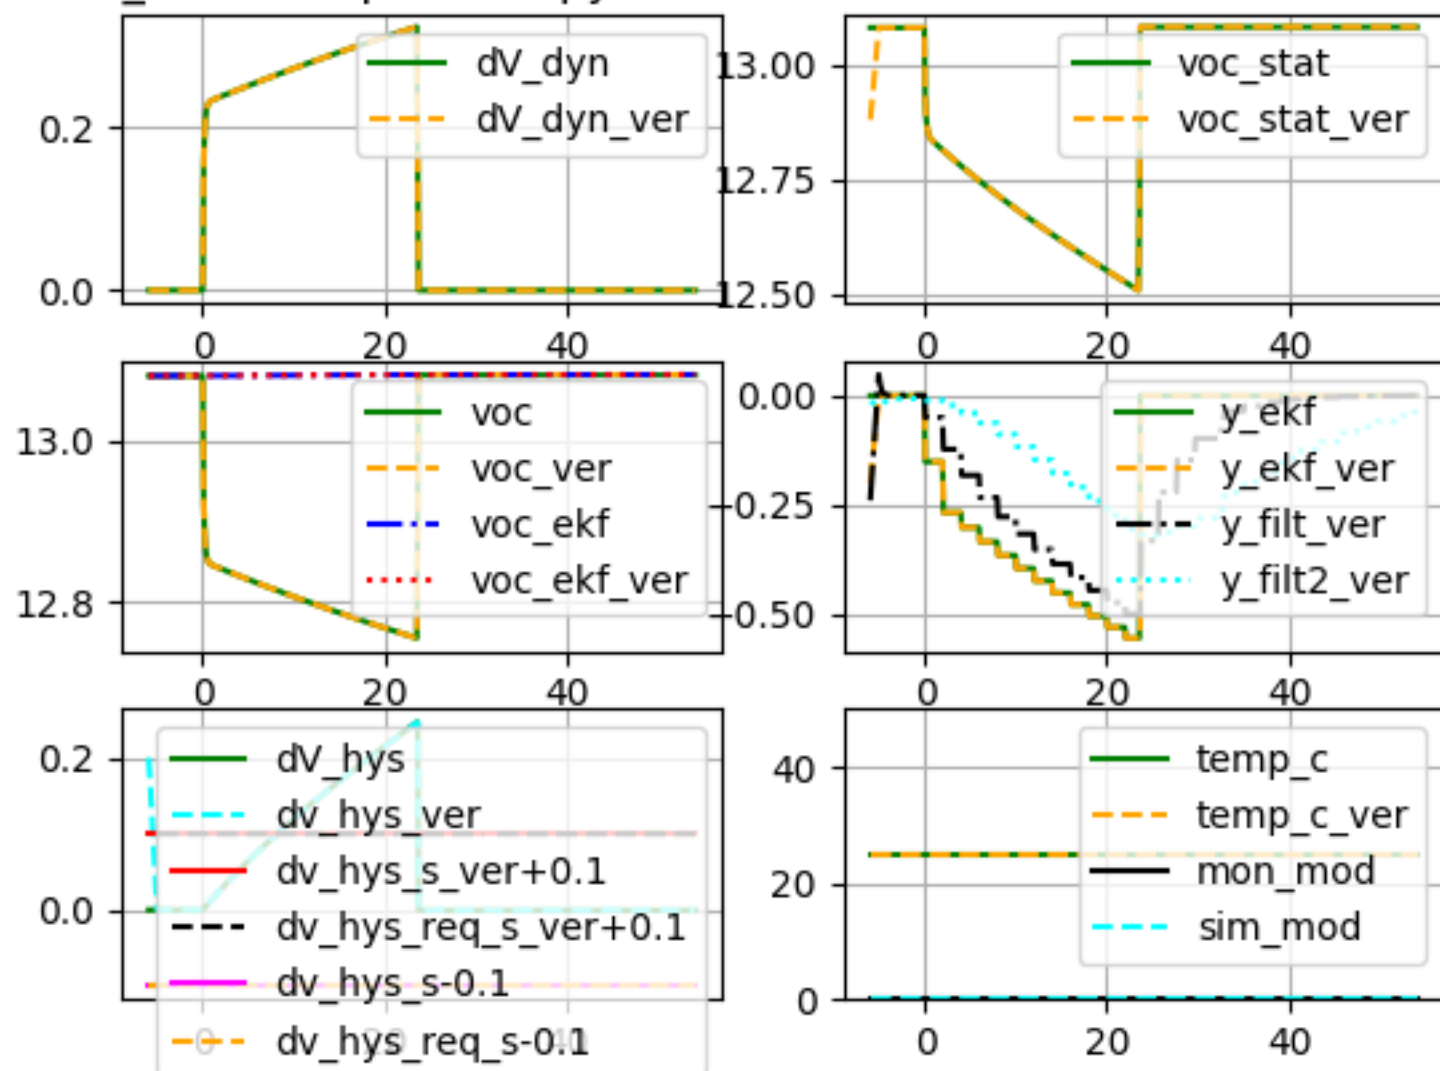 dV_dyn
dV_dyn_ver
0.2
0.0
0 20 40
voc_stat
voc_stat_ver
13.00
12.75
12.50
0 20 40
voc
voc_ver
voc_ekf
voc_ekf_ver
13.0
12.8
0 20 40
y_ekf
y_ekf_ver
y_filt_ver
y_filt2_ver
0.00
−0.25
−0.50
0 20 40
dV_hys
dv_hys_ver
dv_hys_s_ver+0.1
dv_hys_req_s_ver+0.1
dv_hys_s-0.1
dv_hys_req_s-0.1
0.2
0.0
0 20 40
temp_c
temp_c_ver
mon_mod
sim_mod
40
20
0
0 20 40